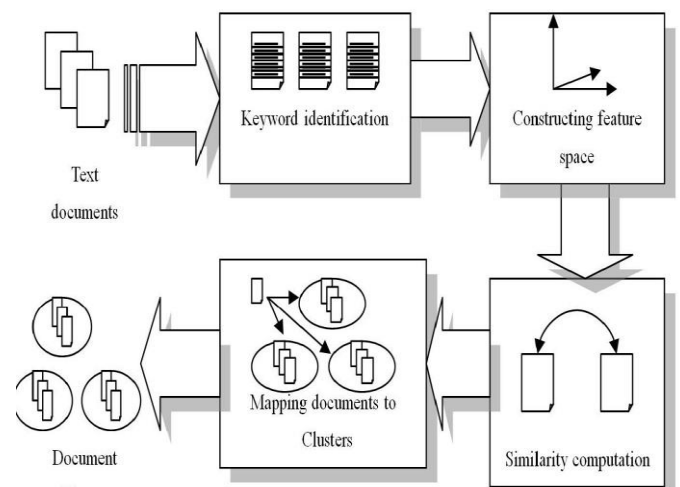 Text
documents
Keyword identification
Constructing feature
space
Similarity computation
Mapping documents to
Clusters
Document